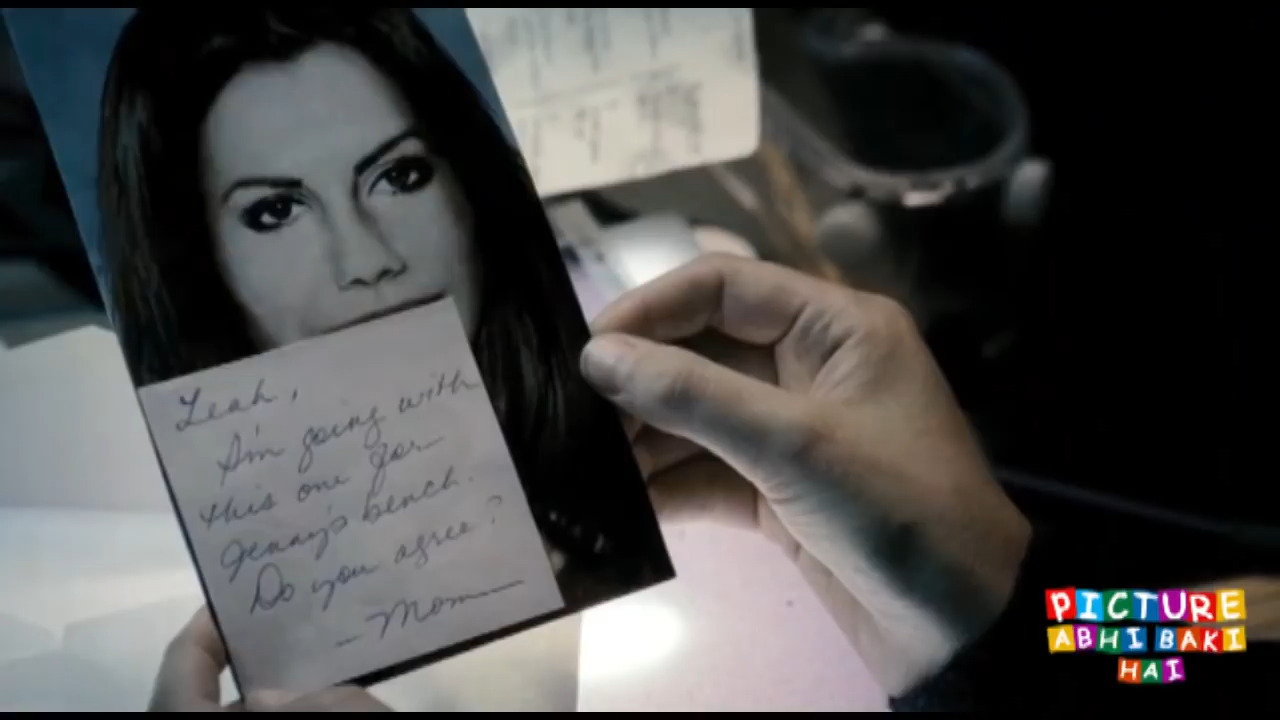 Leah,
I'm going with
this one for
Jenny's bench.
Do you agree?
– Mom
PICTURE
ABHI BAKI
HAI